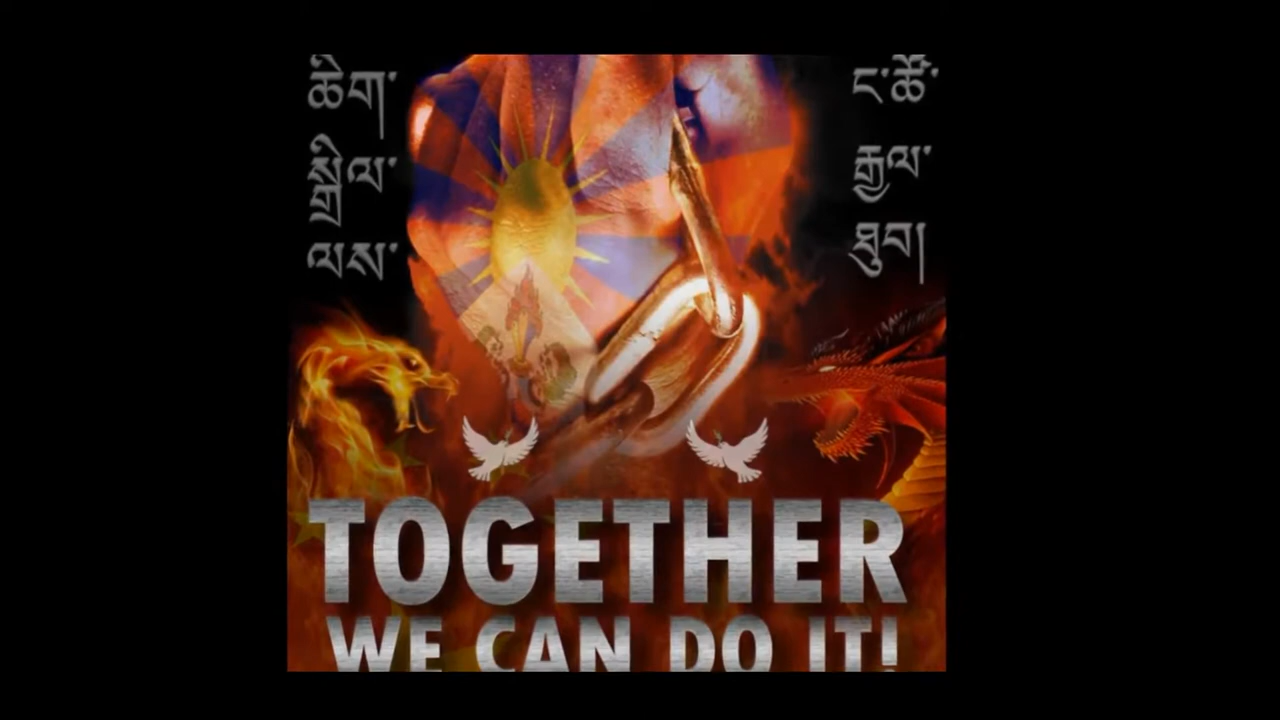 ཆིག་
སྒྲིལ་
ལས་
ང་ཚོ་
རྒྱལ་
ཐུབ།
TOGETHER
WE CAN DO IT!